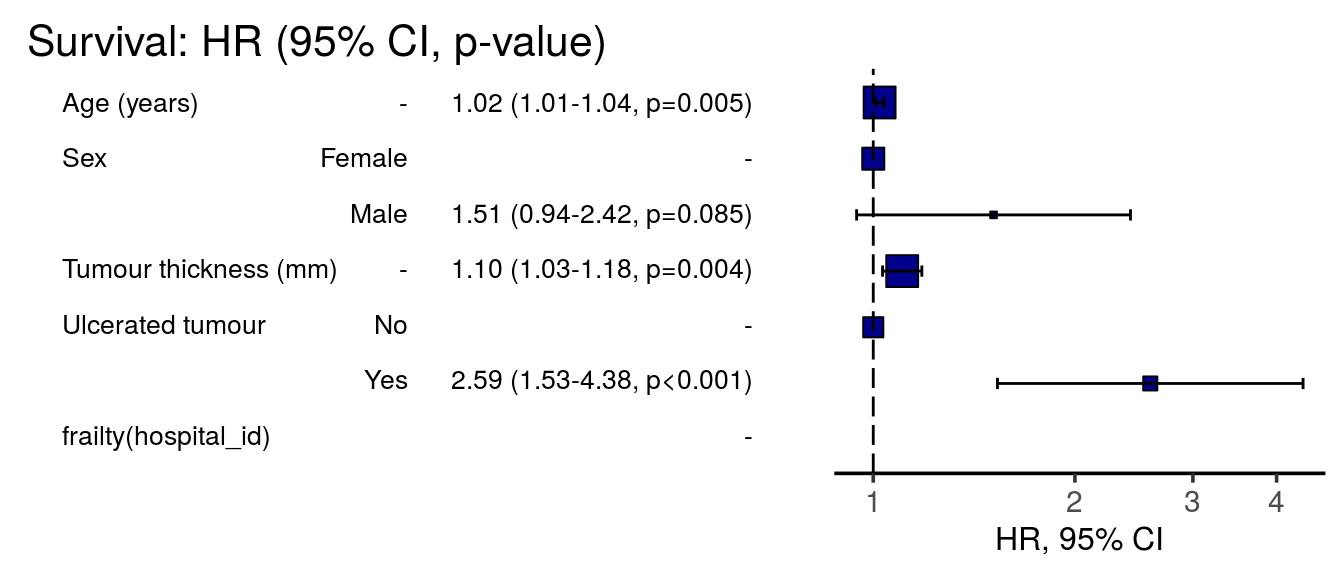 Survival: HR (95% CI, p-value)
Age (years) - 1.02 (1.01-1.04, p=0.005)
Sex Female -
Male 1.51 (0.94-2.42, p=0.085)
Tumour thickness (mm) - 1.10 (1.03-1.18, p=0.004)
Ulcerated tumour No -
Yes 2.59 (1.53-4.38, p<0.001)
frailty(hospital_id) -
1 2 3 4
HR, 95% CI